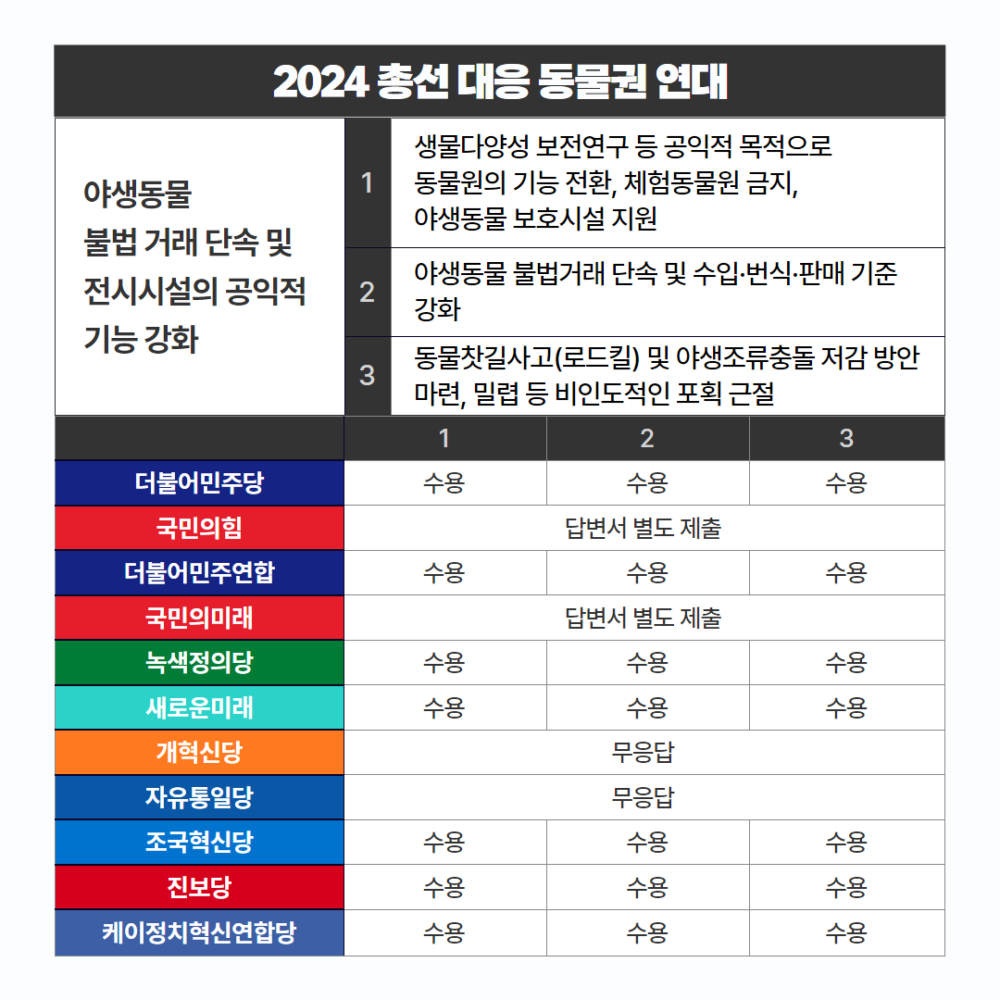 2024 총선 대응 동물권 연대
야생동물
불법 거래 단속 및
전시시설의 공익적
기능 강화
1
생물다양성 보전연구 등 공익적 목적으로
동물원의 기능 전환, 체험동물원 금지,
야생동물 보호시설 지원
2
야생동물 불법거래 단속 및 수입·번식·판매 기준
강화
3
동물찻길사고(로드킬) 및 야생조류충돌 저감 방안
마련, 밀렵 등 비인도적인 포획 근절
1 2 3
더불어민주당 수용 수용 수용
국민의힘 답변서 별도 제출
더불어민주연합 수용 수용 수용
국민의미래 답변서 별도 제출
녹색정의당 수용 수용 수용
새로운미래 수용 수용 수용
개혁신당 무응답
자유통일당 무응답
조국혁신당 수용 수용 수용
진보당 수용 수용 수용
케이정치혁신연합당 수용 수용 수용